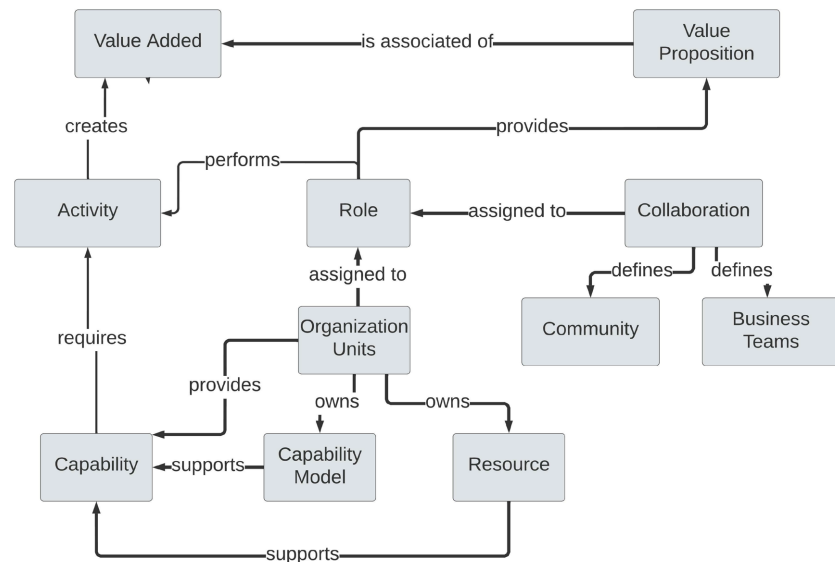 Value Added
is associated of
Value
Proposition
creates
provides
performs
Activity
Role
assigned to
Collaboration
assigned to
defines
defines
Organization
Units
Community
Business
Teams
requires
provides
owns
owns
Capability
supports
Capability
Model
Resource
supports